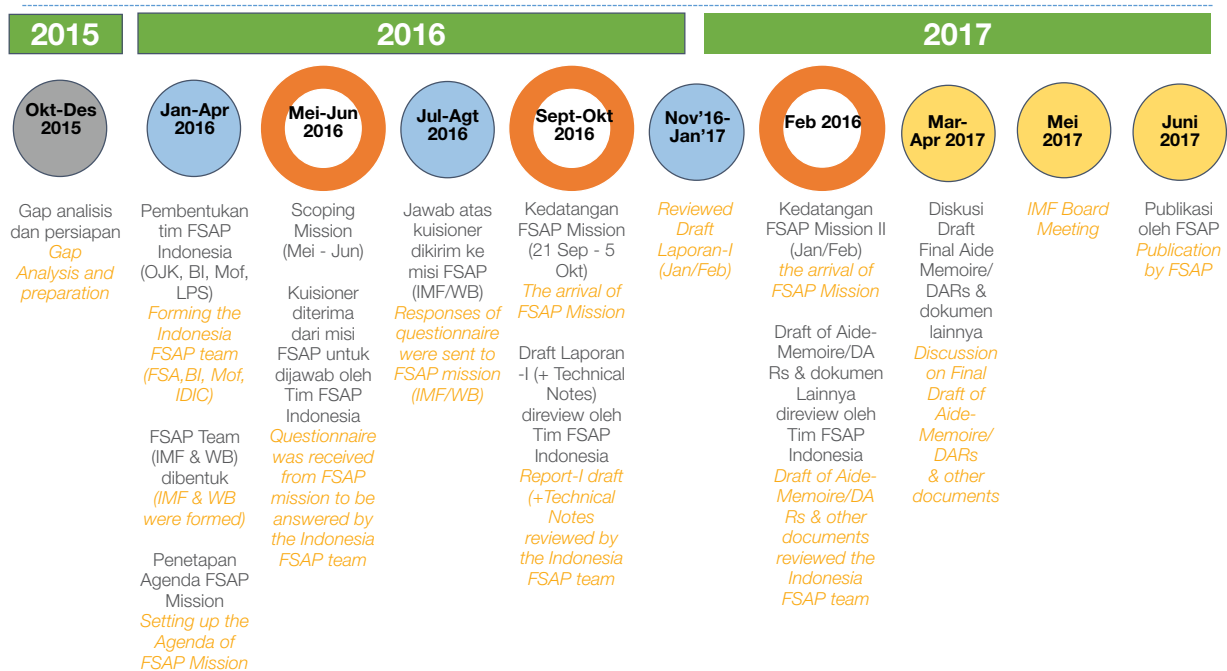 2015
2016
2017
Okt-Des
2015
Jan-Apr
2016
Mei-Jun
2016
Jul-Agt
2016
Sept-Okt
2016
Nov'16-
Jan'17
Feb 2016
Mar-
Apr 2017
Mei
2017
Juni
2017
Gap analisis
dan persiapan
Gap
Analysis and
preparation
Pembentukan
tim FSAP
Indonesia
(OJK, BI, Mof,
LPS)
Forming the
Indonesia
FSAP team
(FSA,BI, Mof,
IDIC)
FSAP Team
(IMF & WB)
dibentuk
(IMF & WB
were formed)
Penetapan
Agenda FSAP
Mission
Setting up the
Agenda of
FSAP Mission
Scoping
Mission
(Mei - Jun)
Kuisioner
diterima
dari misi
FSAP untuk
dijawab oleh
Tim FSAP
Indonesia
Questionnaire
was received
from FSAP
mission to be
answered by
the Indonesia
FSAP team
Jawab atas
kuisioner
dikirim ke
misi FSAP
(IMF/WB)
Responses of
questionnaire
were sent to
FSAP mission
(IMF/WB)
Kedatangan
FSAP Mission
(21 Sep - 5
Okt)
The arrival of
FSAP Mission
Draft Laporan
-I (+ Technical
Notes)
direview oleh
Tim FSAP
Indonesia
Report-I draft
(+Technical
Notes
reviewed by
the Indonesia
FSAP team
Reviewed
Draft
Laporan-I
(Jan/Feb)
Kedatangan
FSAP Mission II
(Jan/Feb)
the arrival of
FSAP Mission
Draft of Aide-
Memoire/DA
Rs & dokumen
Lainnya
direview oleh
Tim FSAP
Indonesia
Draft of Aide-
Memoire/DA
Rs & other
documents
reviewed the
Indonesia
FSAP team
Diskusi
Draft
Final Aide
Memoire/
DARs &
dokumen
lainnya
Discussion
on Final
Draft of
Aide-
Memoire/
DARs
& other
documents
IMF Board
Meeting
Publikasi
oleh FSAP
Publication
by FSAP